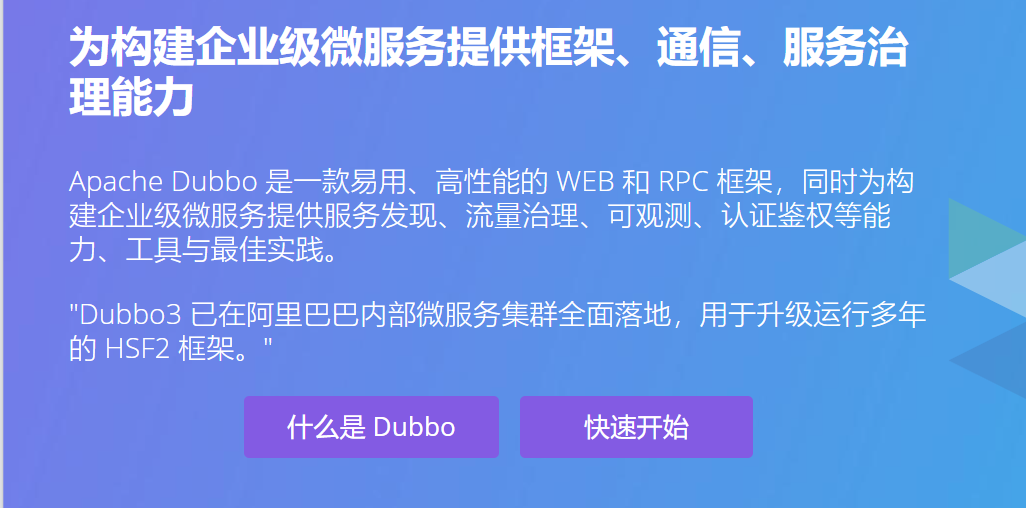 为构建企业级微服务提供框架、通信、服务治
理能力
Apache Dubbo 是一款易用、高性能的 WEB 和 RPC 框架，同时为构
建企业级微服务提供服务发现、流量治理、可观测、认证鉴权等能
力、工具与最佳实践。
"Dubbo3 已在阿里巴巴内部微服务集群全面落地，用于升级运行多年
的 HSF2 框架。"
什么是 Dubbo
快速开始